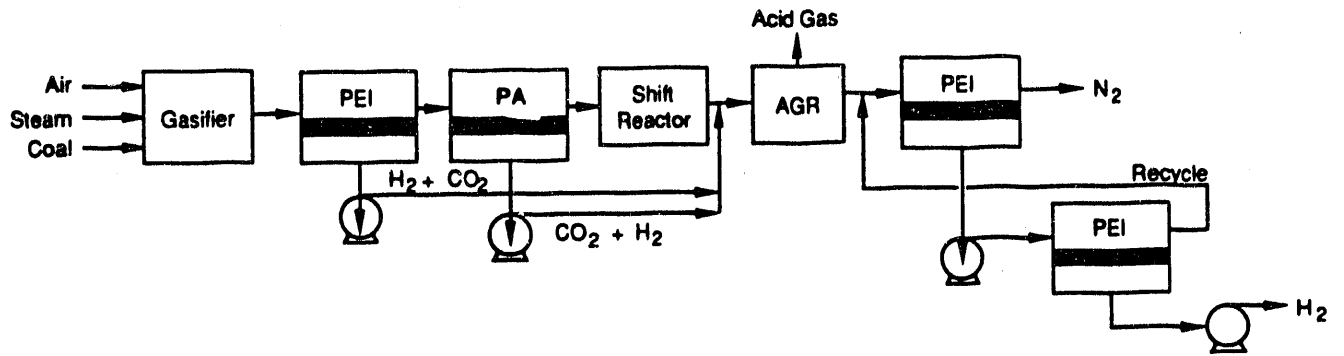 Acid Gas
Air
Steam
Coal
Gasifier
PEI
PA
Shift
Reactor
AGR
PEI
N2
H2 + CO2
CO2 + H2
Recycle
PEI
H2